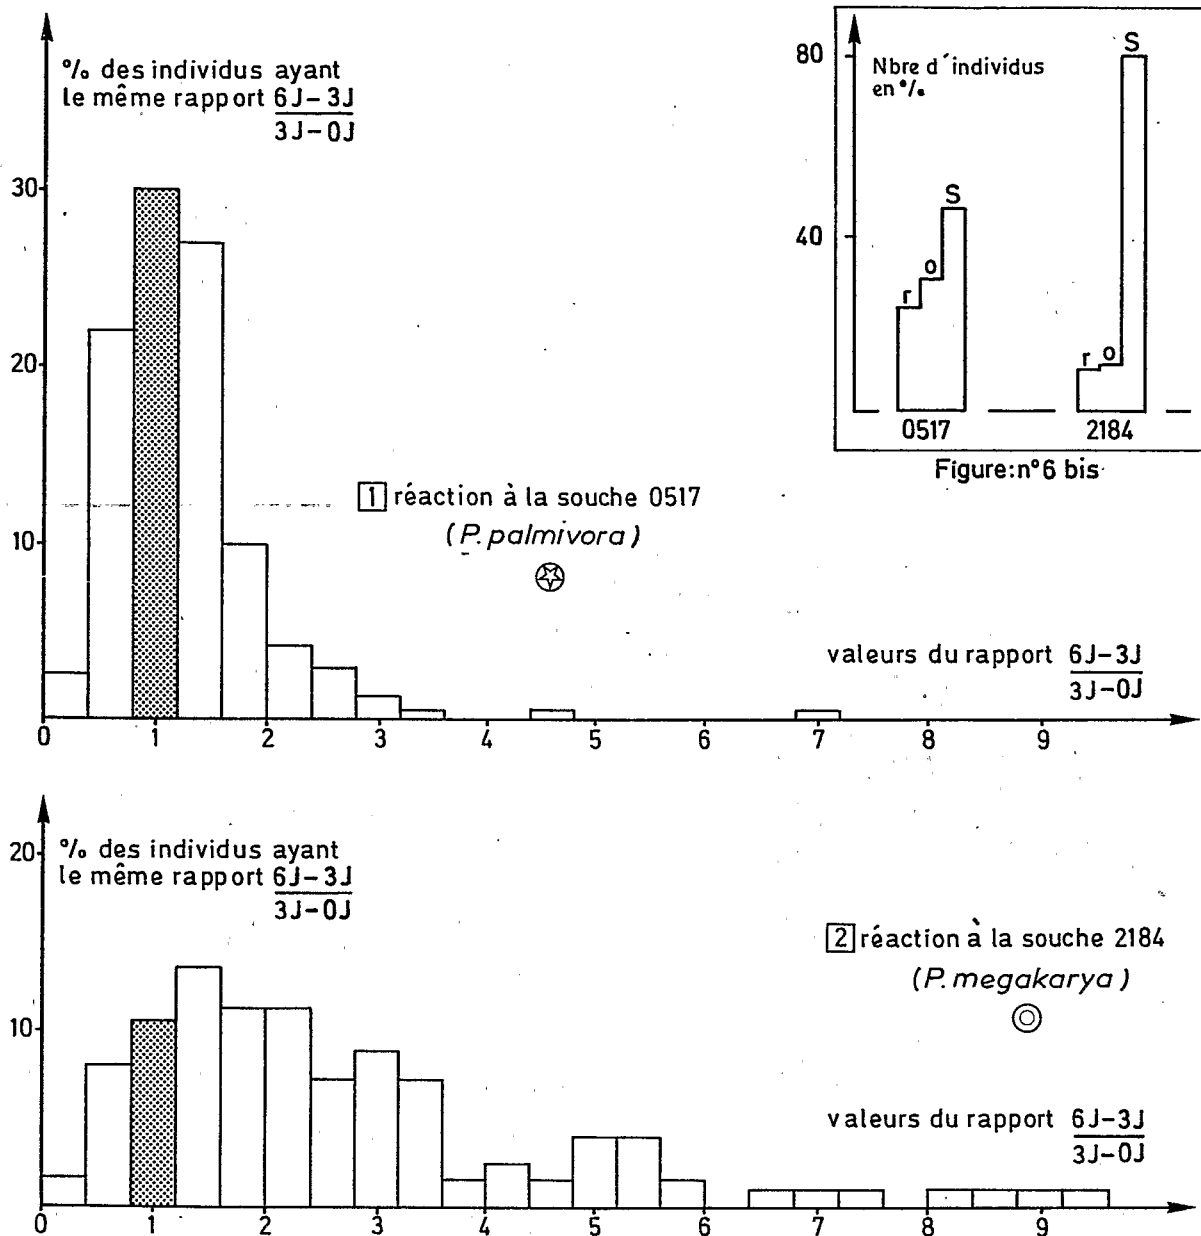 % des individus ayant
le même rapport 6J-3J
3J-0J
30
20
10
1 réaction à la souche 0517
(P. palmivora)
valeurs du rapport 6J-3J
3J-0J
0 1 2 3 4 5 6 7 8 9
Nbre d'individus
en %
80
40
r o S
r o S
0517 2184
Figure: n°6 bis
% des individus ayant
le même rapport 6J-3J
3J-0J
20
10
2 réaction à la souche 2184
(P. megakarya)
valeurs du rapport 6J-3J
3J-0J
0 1 2 3 4 5 6 7 8 9